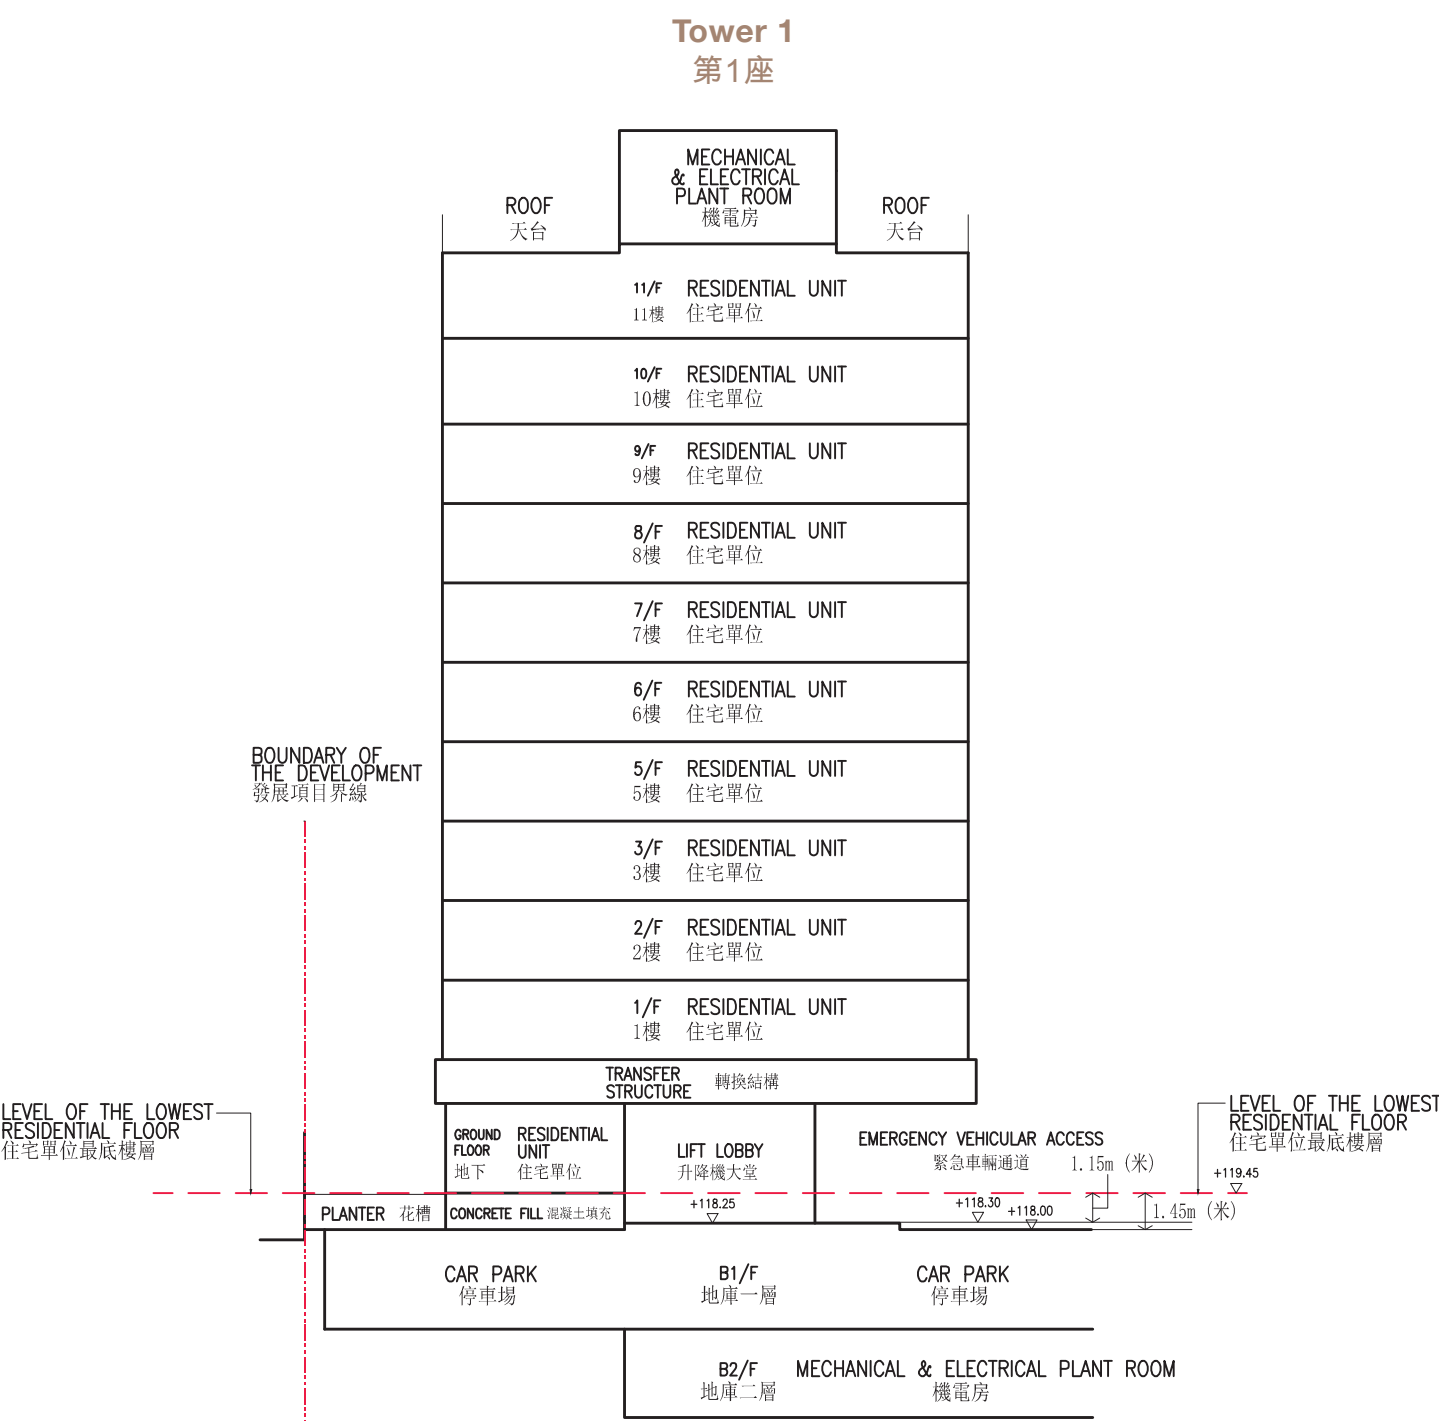 Tower 1
第1座
MECHANICAL
& ELECTRICAL
PLANT ROOM
機電房
ROOF
天台
ROOF
天台
11/F RESIDENTIAL UNIT
11樓 住宅單位
10/F RESIDENTIAL UNIT
10樓 住宅單位
9/F RESIDENTIAL UNIT
9樓 住宅單位
8/F RESIDENTIAL UNIT
8樓 住宅單位
7/F RESIDENTIAL UNIT
7樓 住宅單位
6/F RESIDENTIAL UNIT
6樓 住宅單位
BOUNDARY OF
THE DEVELOPMENT
發展項目界線
5/F RESIDENTIAL UNIT
5樓 住宅單位
3/F RESIDENTIAL UNIT
3樓 住宅單位
2/F RESIDENTIAL UNIT
2樓 住宅單位
1/F RESIDENTIAL UNIT
1樓 住宅單位
TRANSFER
STRUCTURE 轉換結構
LEVEL OF THE LOWEST
RESIDENTIAL FLOOR
住宅單位最底樓層
GROUND
FLOOR
地下
RESIDENTIAL
UNIT
住宅單位
LIFT LOBBY
升降機大堂
EMERGENCY VEHICULAR ACCESS
緊急車輛通道
1.15m (米)
LEVEL OF THE LOWEST
RESIDENTIAL FLOOR
住宅單位最底樓層
+119.45
PLANTER 花槽
CONCRETE FILL 混凝土填充
+118.25
+118.30
+118.00
1.45m (米)
CAR PARK
停車場
B1/F
地庫一層
CAR PARK
停車場
B2/F MECHANICAL & ELECTRICAL PLANT ROOM
地庫二層 機電房